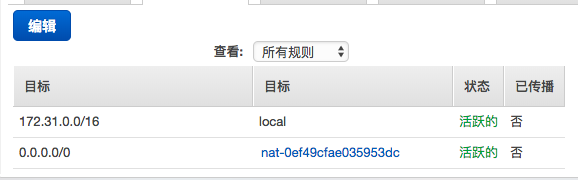 编辑
查看: 所有规则
目标 目标 状态 已传播
172.31.0.0/16 local 活跃的 否
0.0.0.0/0 nat-0ef49cfae035953dc 活跃的 否